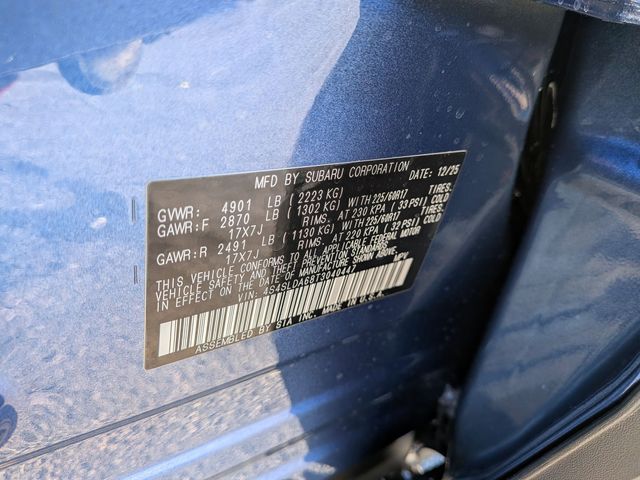 MFD BY SUBARU CORPORATION DATE: 12/25
GVWR: 4901 LB ( 2223 KG)
GAWR:F 2870 LB ( 1302 KG) WITH 225/60R17 TIRES.
17X7J RIMS. AT 230 KPA ( 33 PSI) COLD
GAWR:R 2491 LB ( 1130 KG) WITH 225/60R17 TIRES.
17X7J RIMS. AT 220 KPA ( 32 PSI) COLD
THIS VEHICLE CONFORMS TO ALL APPLICABLE FEDERAL MOTOR
VEHICLE SAFETY AND THEFT PREVENTION STANDARDS
IN EFFECT ON THE DATE OF MANUFACTURE SHOWN ABOVE.
VIN: 4S4SLDA6873040447 MPV
ASSEMBLED BY SIA INC. MADE IN U.S.A.